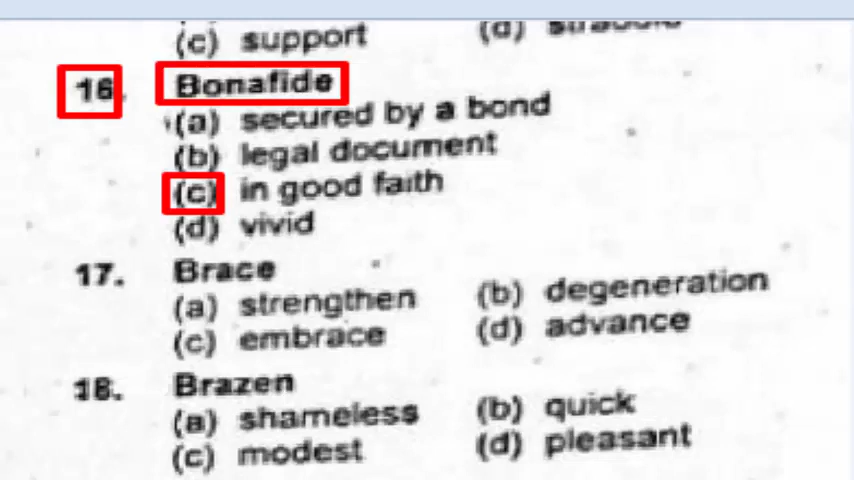 (c) support (d)
16. Bonafide
(a) secured by a bond
(b) legal document
(c) in good faith
(d) vivid
17. Brace
(a) strengthen (b) degeneration
(c) embrace (d) advance
18. Brazen
(a) shameless (b) quick
(c) modest (d) pleasant